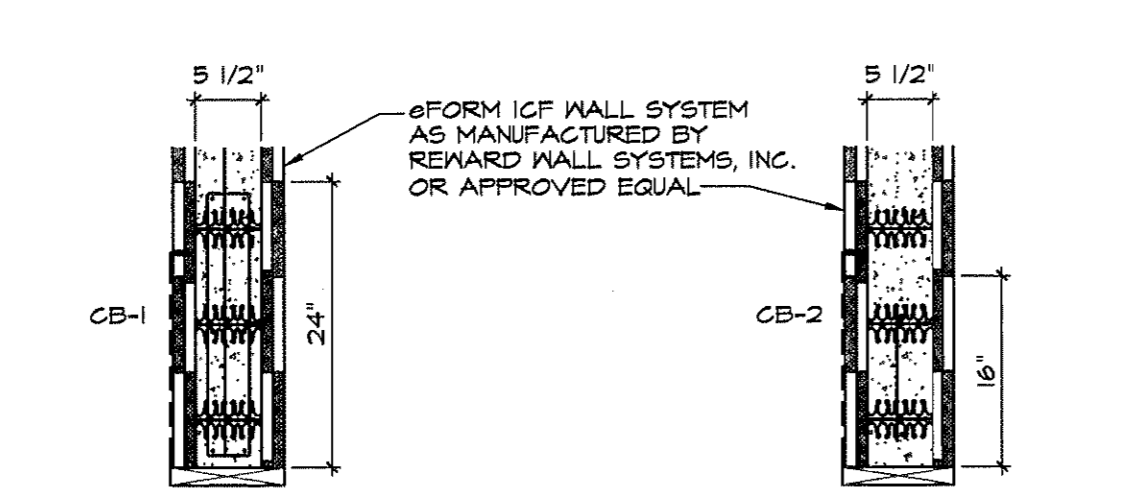 5 1/2"
5 1/2"
eFORM ICF WALL SYSTEM
AS MANUFACTURED BY
REWARD WALL SYSTEMS, INC.
OR APPROVED EQUAL
CB-1
24"
CB-2
16"